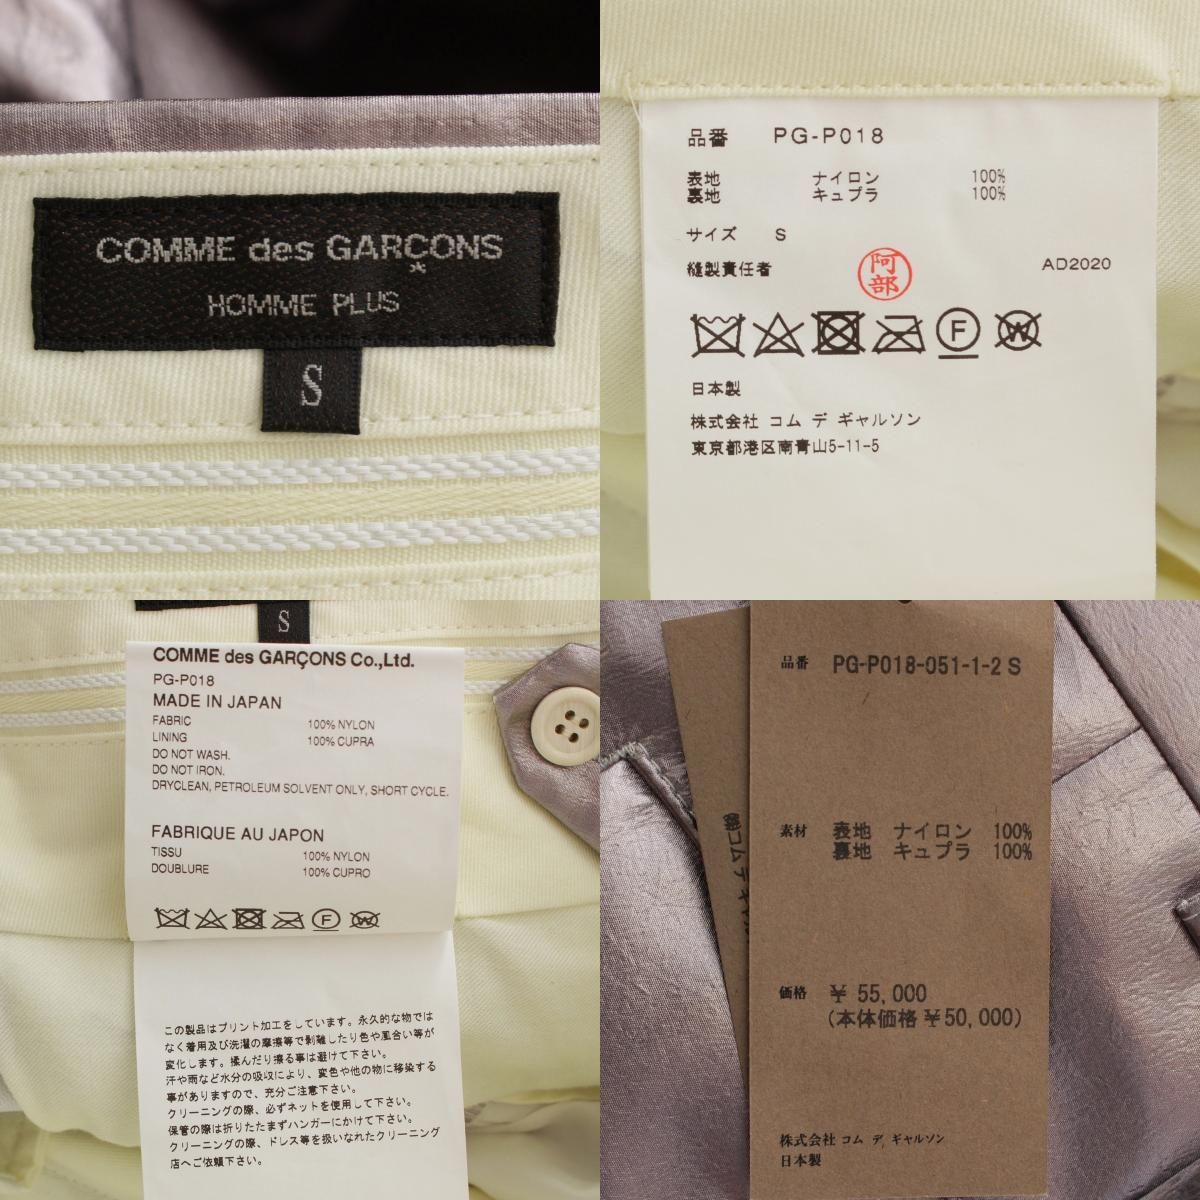 COMME des GARÇONS
HOMME PLUS
S
品番 PG-P018
表地 ナイロン 100%
裏地 キュプラ 100%
サイズ S
縫製責任者 阿部 AD2020
F W
日本製
株式会社 コム デ ギャルソン
東京都港区南青山5-11-5
S
COMME des GARÇONS Co.,Ltd.
PG-P018
MADE IN JAPAN
FABRIC 100% NYLON
LINING 100% CUPRA
DO NOT WASH.
DO NOT IRON.
DRYCLEAN, PETROLEUM SOLVENT ONLY, SHORT CYCLE.
FABRIQUE AU JAPON
TISSU 100% NYLON
DOUBLURE 100% CUPRO
F W
この製品はプリント加工をしています。永久的な物では
なく着用及び洗濯の摩擦等で剥離したり色や風合い等が
変化します。揉んだり擦る事は避けて下さい。
汗や雨など水分の吸収により、変色や他の物に移染する
事がありますので、充分ご注意下さい。
クリーニングの際、必ずネットを使用して下さい。
保管の際は折りたたまずハンガーにかけて下さい。
クリーニングの際、ドレス等を扱いなれたクリーニング
店へご依頼下さい。
㈱コム デ ギャル
品番 PG-P018-051-1-2 S
素材 表地 ナイロン 100%
裏地 キュプラ 100%
価格 ¥ 55,000
(本体価格 ¥50,000)
株式会社 コム デ ギャルソン
日本製